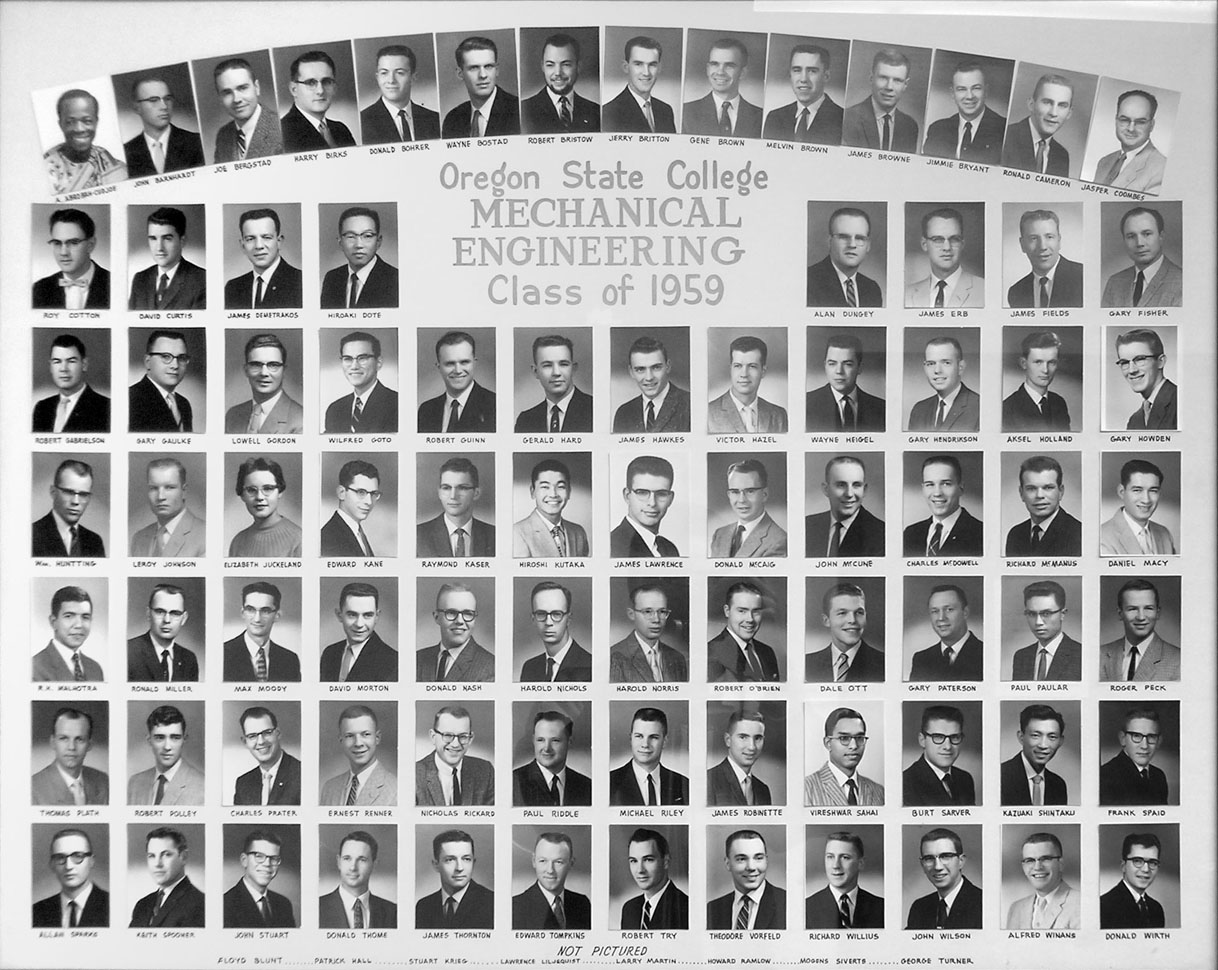 A. ABROBAH-CUDJOE JOHN BARNHARDT JOE BERGSTAD HARRY BIRKS DONALD BOHRER WAYNE BOSTAD ROBERT BRISTOW JERRY BRITTON GENE BROWN MELVIN BROWN JAMES BROWNE JIMMIE BRYANT RONALD CAMERON JASPER COOMBES
Oregon State College
MECHANICAL
ENGINEERING
Class of 1959
ROY COTTON DAVID CURTIS JAMES DEMETRAKOS HIROAKI DOTE ALAN DUNGEY JAMES ERB JAMES FIELDS GARY FISHER
ROBERT GABRIELSON GARY GAULKE LOWELL GORDON WILFRED GOTO ROBERT GUINN GERALD HARD JAMES HAWKES VICTOR HAZEL WAYNE HEIGEL GARY HENDRIKSON AKSEL HOLLAND GARY HOWDEN
Wm. HUNTTING LEROY JOHNSON ELIZABETH JUCKELAND EDWARD KANE RAYMOND KASER HIROSHI KUTAKA JAMES LAWRENCE DONALD McCAIG JOHN McCUNE CHARLES McDOWELL RICHARD McMANUS DANIEL MACY
R.K. MALHOTRA RONALD MILLER MAX MOODY DAVID MORTON DONALD NASH HAROLD NICHOLS HAROLD NORRIS ROBERT O'BRIEN DALE OTT GARY PATERSON PAUL PAULAR ROGER PECK
THOMAS PLATH ROBERT POLLEY CHARLES PRATER ERNEST RENNER NICHOLAS RICKARD PAUL RIDDLE MICHAEL RILEY JAMES ROBINETTE VIRESHWAR SAHAI BURT SARVER KAZUAKI SHINTAKU FRANK SPAID
ALLAN SPARKS KEITH SPOONER JOHN STUART DONALD THOME JAMES THORNTON EDWARD TOMPKINS ROBERT TRY THEODORE VORFELD RICHARD WILLIUS JOHN WILSON ALFRED WINANS DONALD WIRTH
NOT PICTURED
FLOYD BLUNT........PATRICK HALL........STUART KRIEG.......LAWRENCE LILJEQUIST.........LARRY MARTIN........HOWARD RAMLOW........MOGENS SIVERTS........GEORGE TURNER